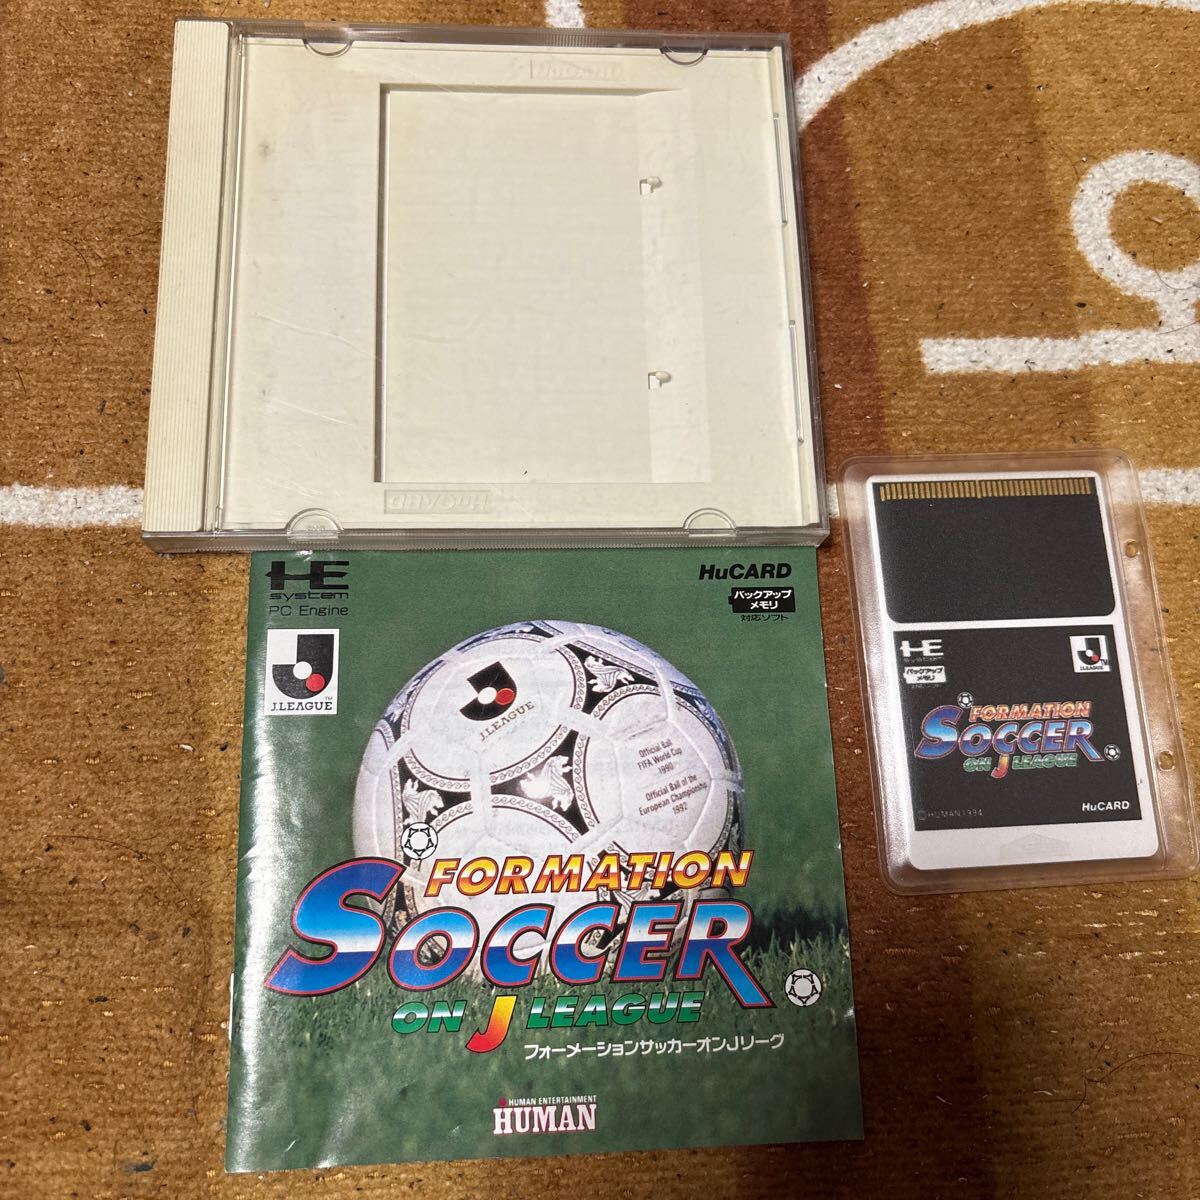 HuCARD
HuCARD
HE
system
PC Engine
J.LEAGUE
TM
HuCARD
バックアップ
メモリ
対応ソフト
J.LEAGUE
Official Ball
FIFA World Cup
1990
Official Ball of the
European Championship
1992
FORMATION
SOCCER
ON J LEAGUE
フォーメーションサッカーオンJリーグ
HUMAN ENTERTAINMENT
HUMAN
HE
system
バックアップ
メモリ
J.LEAGUE
TM
FORMATION
SOCCER
ON J LEAGUE
©HUMAN 1994
HuCARD